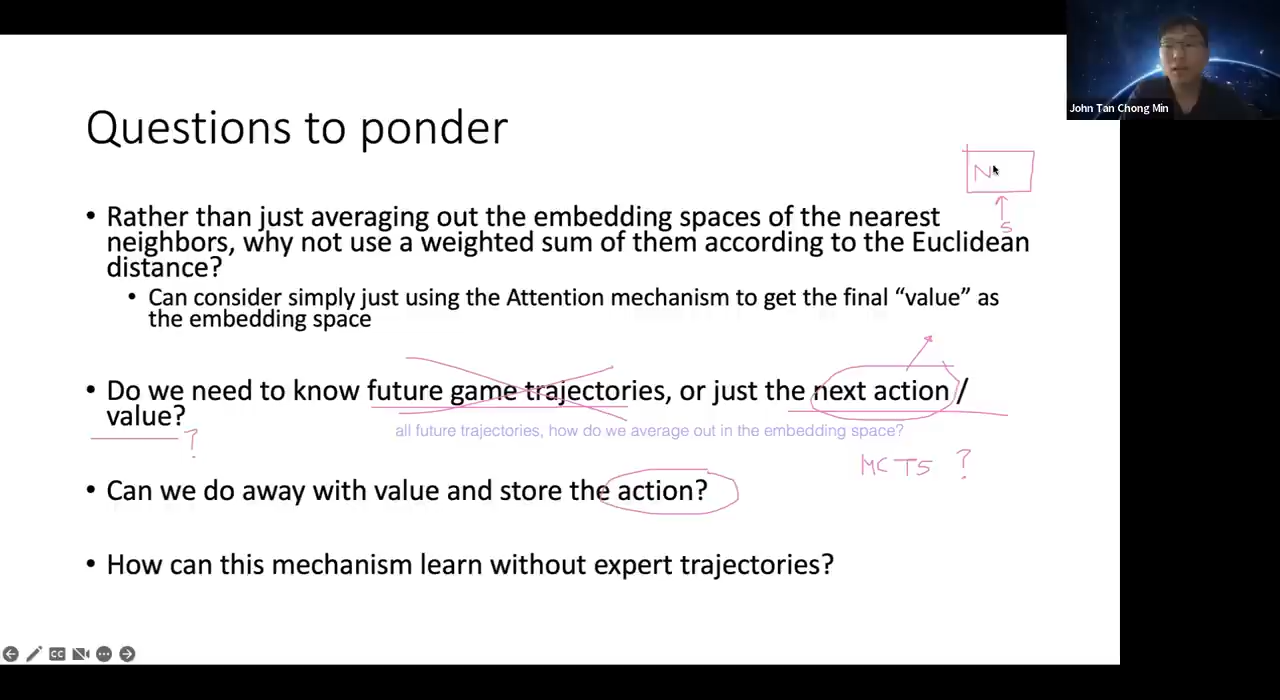 John Tan Chong Min
Questions to ponder
N
S
• Rather than just averaging out the embedding spaces of the nearest
neighbors, why not use a weighted sum of them according to the Euclidean
distance?
• Can consider simply just using the Attention mechanism to get the final “value” as
the embedding space
• Do we need to know future game trajectories, or just the next action /
value?
?
all future trajectories, how do we average out in the embedding space?
MCTS ?
• Can we do away with value and store the action?
• How can this mechanism learn without expert trajectories?
CC